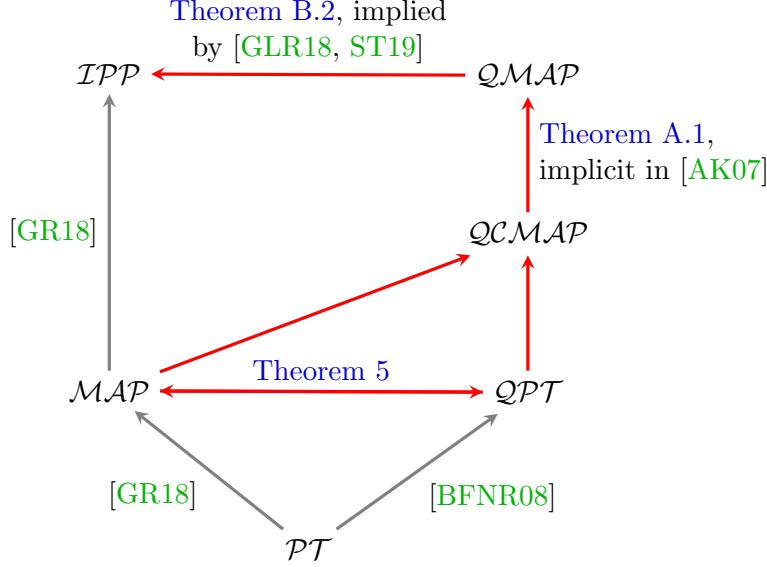 Theorem B.2, implied
by [GLR18, ST19]
IPP
QMAP
Theorem A.1,
implicit in [AK07]
[GR18]
QCMAP
Theorem 5
MAP
QPT
[GR18]
[BFNR08]
PT